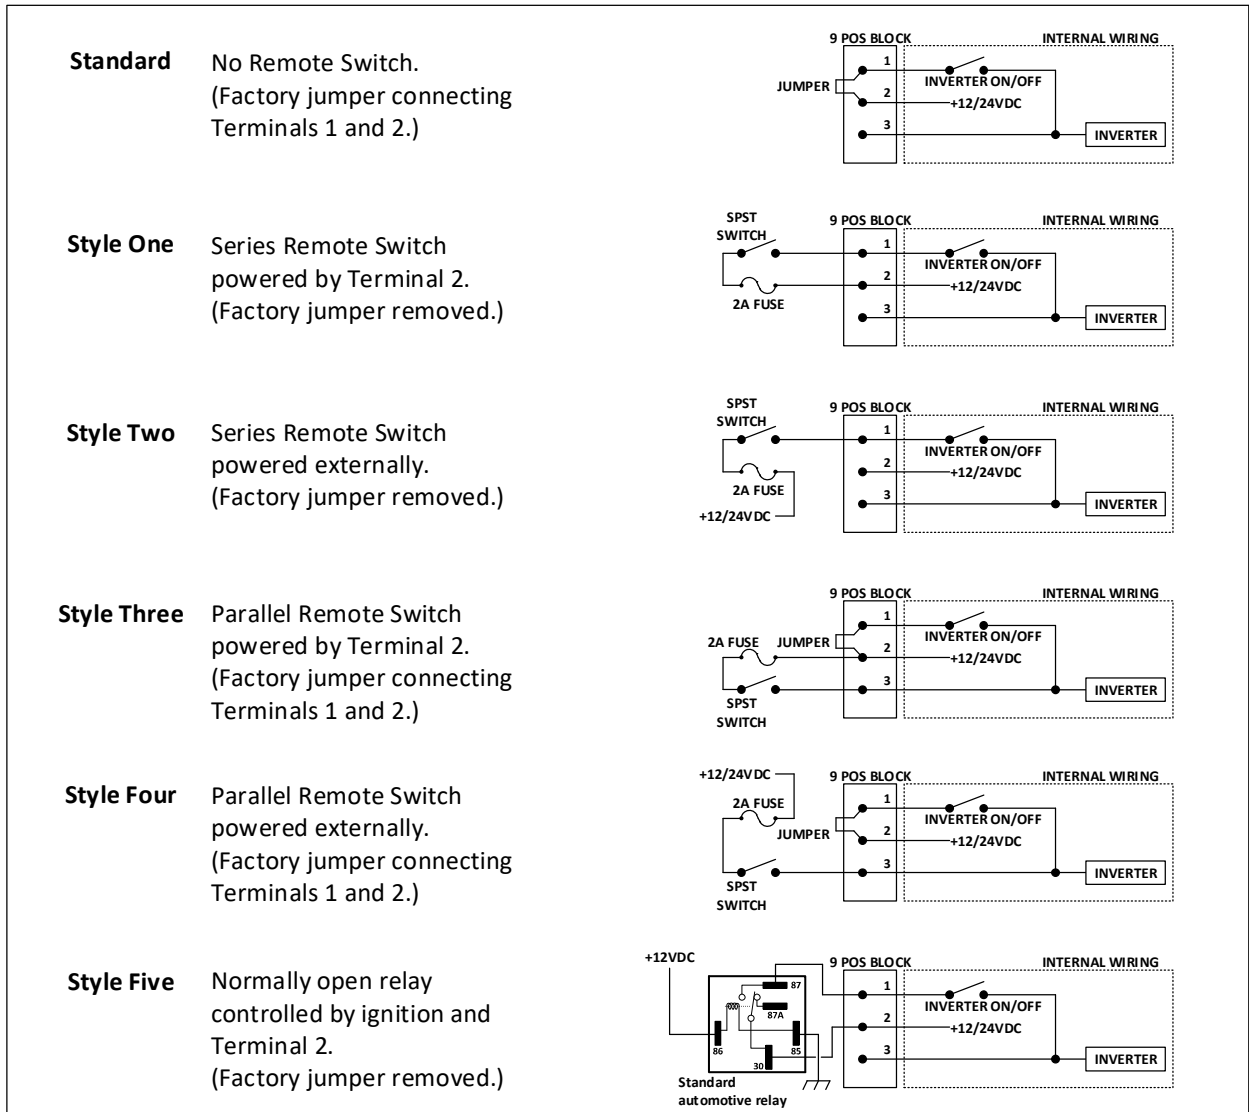 Standard
No Remote Switch.
(Factory jumper connecting
Terminals 1 and 2.)
9 POS BLOCK
INTERNAL WIRING
1
JUMPER
INVERTER ON/OFF
2
+12/24VDC
3
INVERTER
Style One
Series Remote Switch
powered by Terminal 2.
(Factory jumper removed.)
SPST
SWITCH
9 POS BLOCK
INTERNAL WIRING
1
INVERTER ON/OFF
2
+12/24VDC
2A FUSE
3
INVERTER
Style Two
Series Remote Switch
powered externally.
(Factory jumper removed.)
SPST
SWITCH
9 POS BLOCK
INTERNAL WIRING
1
INVERTER ON/OFF
2
+12/24VDC
2A FUSE
3
+12/24VDC
INVERTER
Style Three
Parallel Remote Switch
powered by Terminal 2.
(Factory jumper connecting
Terminals 1 and 2.)
9 POS BLOCK
INTERNAL WIRING
1
2A FUSE
JUMPER
INVERTER ON/OFF
2
+12/24VDC
3
INVERTER
SPST
SWITCH
Style Four
Parallel Remote Switch
powered externally.
(Factory jumper connecting
Terminals 1 and 2.)
+12/24VDC
9 POS BLOCK
INTERNAL WIRING
1
2A FUSE
INVERTER ON/OFF
JUMPER
2
+12/24VDC
3
INVERTER
SPST
SWITCH
Style Five
Normally open relay
controlled by ignition and
Terminal 2.
(Factory jumper removed.)
+12VDC
9 POS BLOCK
INTERNAL WIRING
87
1
INVERTER ON/OFF
87A
2
+12/24VDC
86
85
3
30
INVERTER
Standard
automotive relay